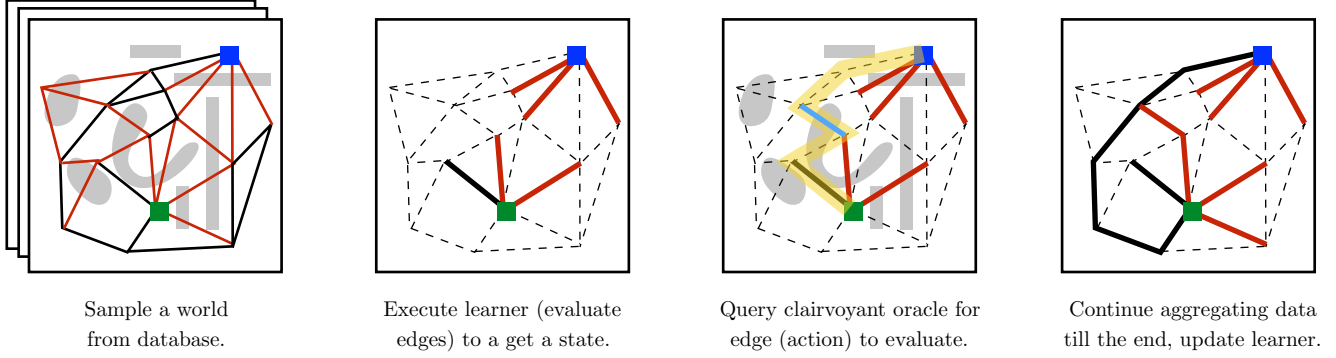 Sample a world
from database.
Execute learner (evaluate
edges) to a get a state.
Query clairvoyant oracle for
edge (action) to evaluate.
Continue aggregating data
till the end, update learner.